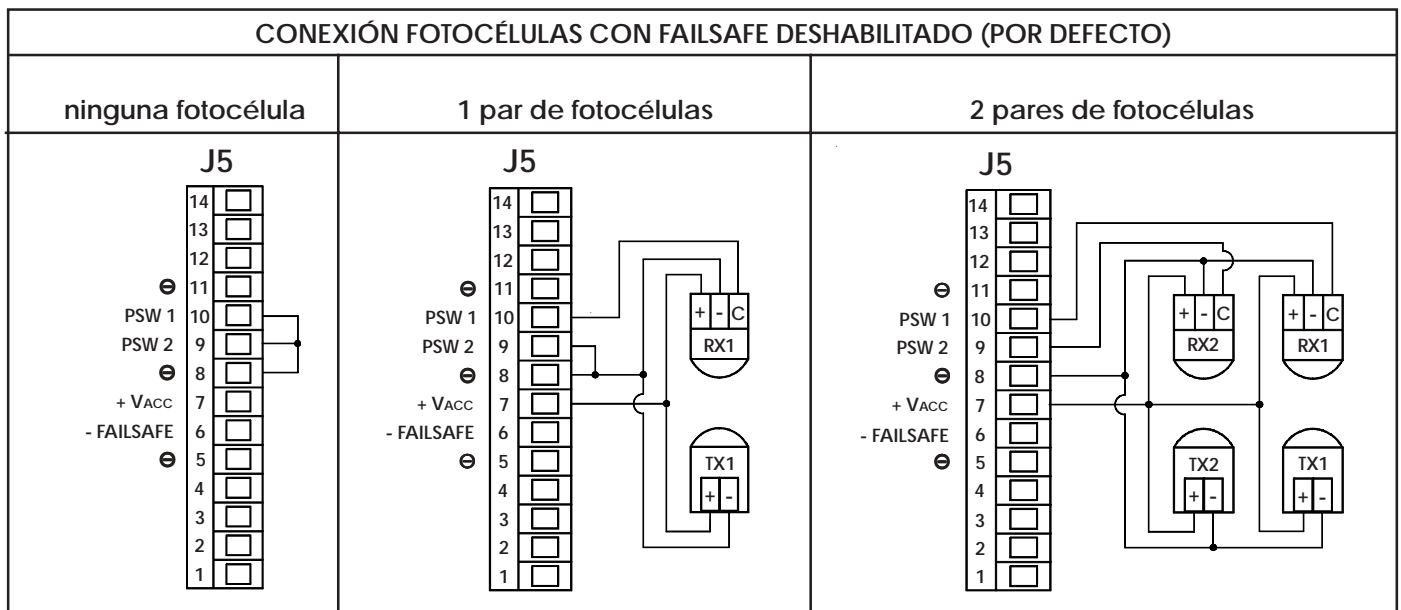 CONEXIÓN FOTOCÉLULAS CON FAILSAFE DESHABILITADO (POR DEFECTO)
ninguna fotocélula
J5
14
13
12
⊖ 11
PSW 1 10
PSW 2 9
⊖ 8
+ VACC 7
- FAILSAFE 6
⊖ 5
4
3
2
1
1 par de fotocélulas
J5
14
13
12
⊖ 11
PSW 1 10
PSW 2 9
⊖ 8
+ VACC 7
- FAILSAFE 6
⊖ 5
4
3
2
1
+ - C
RX1
TX1
+ -
2 pares de fotocélulas
J5
14
13
12
⊖ 11
PSW 1 10
PSW 2 9
⊖ 8
+ VACC 7
- FAILSAFE 6
⊖ 5
4
3
2
1
+ - C
RX2
+ - C
RX1
TX2
+ -
TX1
+ -